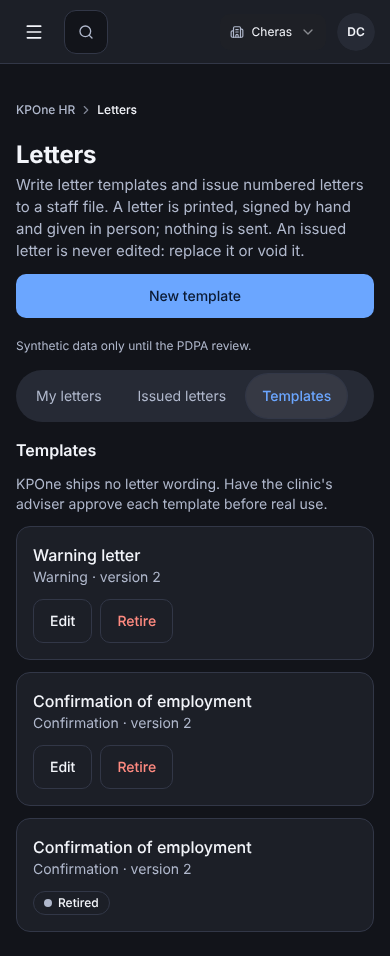 Cheras
DC
KPOne HR > Letters
Letters
Write letter templates and issue numbered letters
to a staff file. A letter is printed, signed by hand
and given in person; nothing is sent. An issued
letter is never edited: replace it or void it.
New template
Synthetic data only until the PDPA review.
My letters
Issued letters
Templates
Templates
KPOne ships no letter wording. Have the clinic's
adviser approve each template before real use.
Warning letter
Warning · version 2
Edit
Retire
Confirmation of employment
Confirmation · version 2
Edit
Retire
Confirmation of employment
Confirmation · version 2
Retired